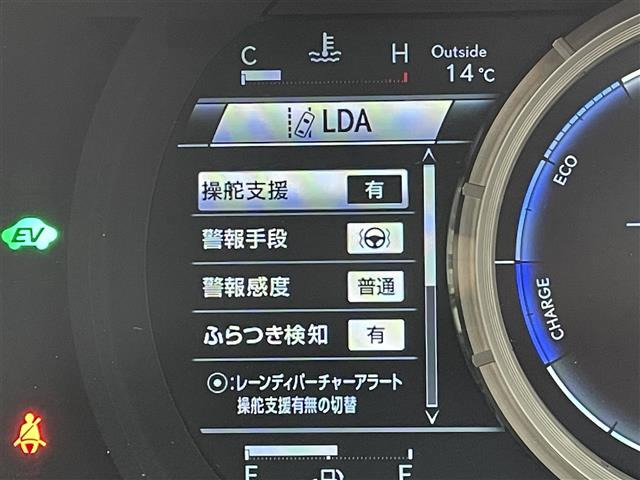 C H Outside
14℃
LDA
操舵支援 有
警報手段
警報感度 普通
ふらつき検知 有
⦿:レーンディパーチャーアラート
操舵支援有無の切替
EV
ECO
CHARGE
E F